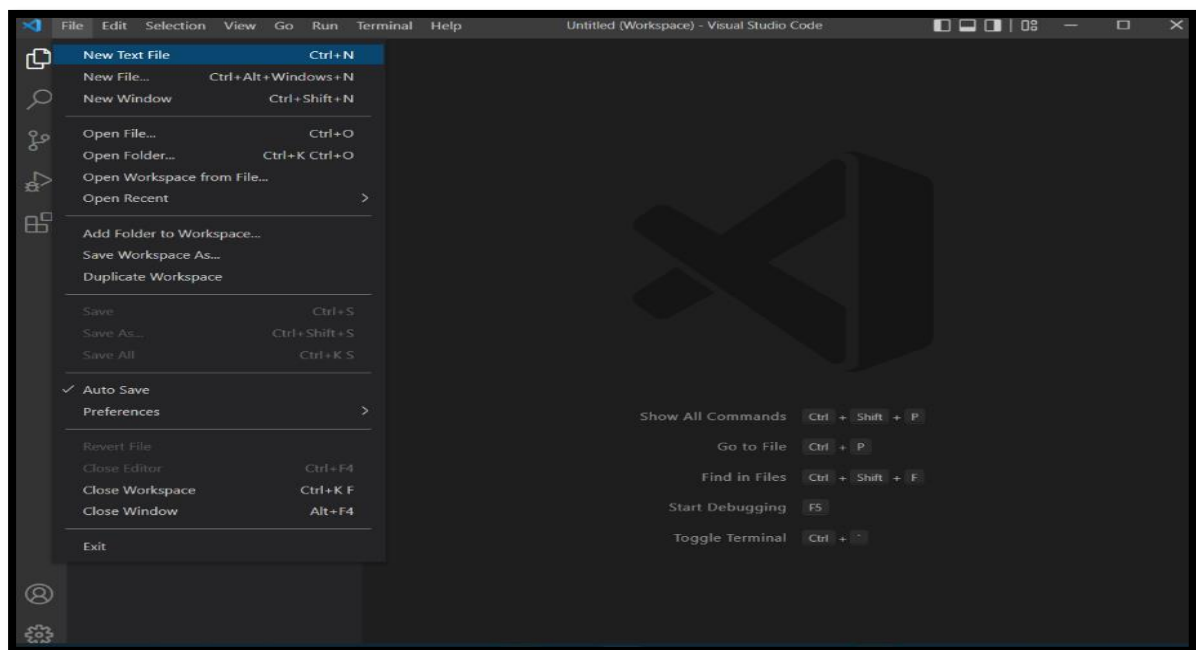 File Edit Selection View Go Run Terminal Help Untitled (Workspace) - Visual Studio Code
New Text File Ctrl+N
New File... Ctrl+Alt+Windows+N
New Window Ctrl+Shift+N
Open File... Ctrl+O
Open Folder... Ctrl+K Ctrl+O
Open Workspace from File...
Open Recent >
Add Folder to Workspace...
Save Workspace As...
Duplicate Workspace
Save Ctrl+S
Save As... Ctrl+Shift+S
Save All Ctrl+K S
✓ Auto Save
Preferences >
Revert File
Close Editor Ctrl+F4
Close Workspace Ctrl+K F
Close Window Alt+F4
Exit
Show All Commands Ctrl + Shift + P
Go to File Ctrl + P
Find in Files Ctrl + Shift + F
Start Debugging F5
Toggle Terminal Ctrl + `